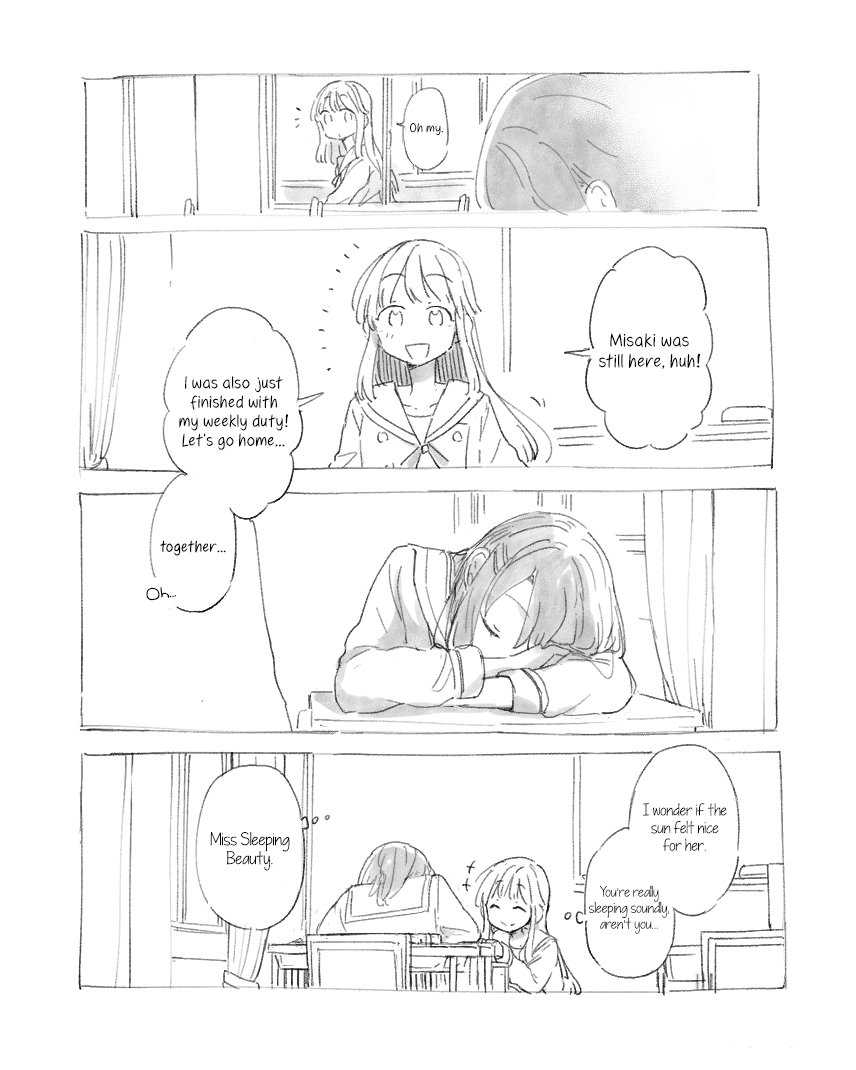 Oh my.
Misaki was
still here, huh!
I was also just
finished with
my weekly duty!
Let's go home...
together...
Oh...
I wonder if the
sun felt nice
for her.
You're really
sleeping soundly,
aren't you...
Miss Sleeping
Beauty.